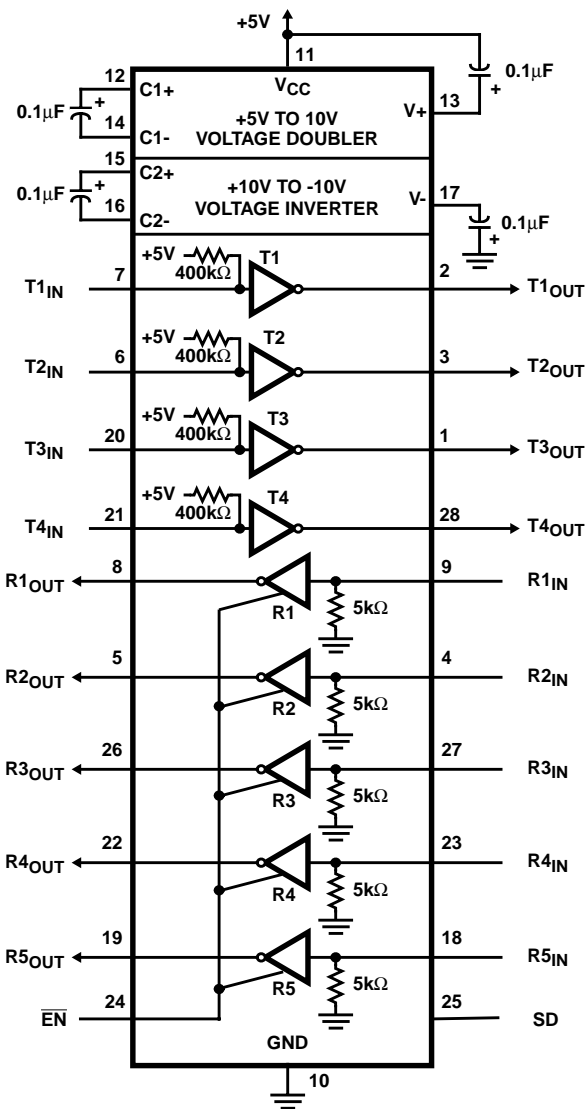 +5V
11
12 C1+ VCC 0.1μF
0.1μF + +5V TO 10V V+ 13 +
14 C1- VOLTAGE DOUBLER
15 C2+
0.1μF + +10V TO -10V V- 17
16 C2- VOLTAGE INVERTER + 0.1μF
+5V T1
T1IN 7 400kΩ 2 T1OUT
+5V T2
T2IN 6 400kΩ 3 T2OUT
+5V T3
T3IN 20 400kΩ 1 T3OUT
+5V T4
T4IN 21 400kΩ 28 T4OUT
R1OUT 8 9 R1IN
R1 5kΩ
R2OUT 5 4 R2IN
R2 5kΩ
R3OUT 26 27 R3IN
R3 5kΩ
R4OUT 22 23 R4IN
R4 5kΩ
R5OUT 19 18 R5IN
R5 5kΩ
EN 24 25 SD
GND
10